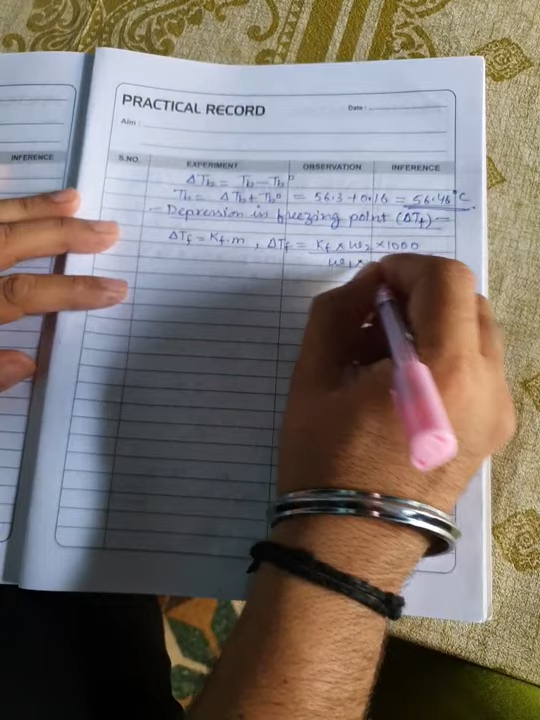 PRACTICAL RECORD
Date :
Aim :
INFERENCE
S.NO. EXPERIMENT OBSERVATION INFERENCE
ΔTb = Tb − Tb°
Tb = ΔTb + Tb° = 56.3 + 0.16 = 56.46°C
— Depression in freezing point (ΔTf) —
ΔTf = Kf . m , ΔTf = Kf × w2 × 1000
w1 ×